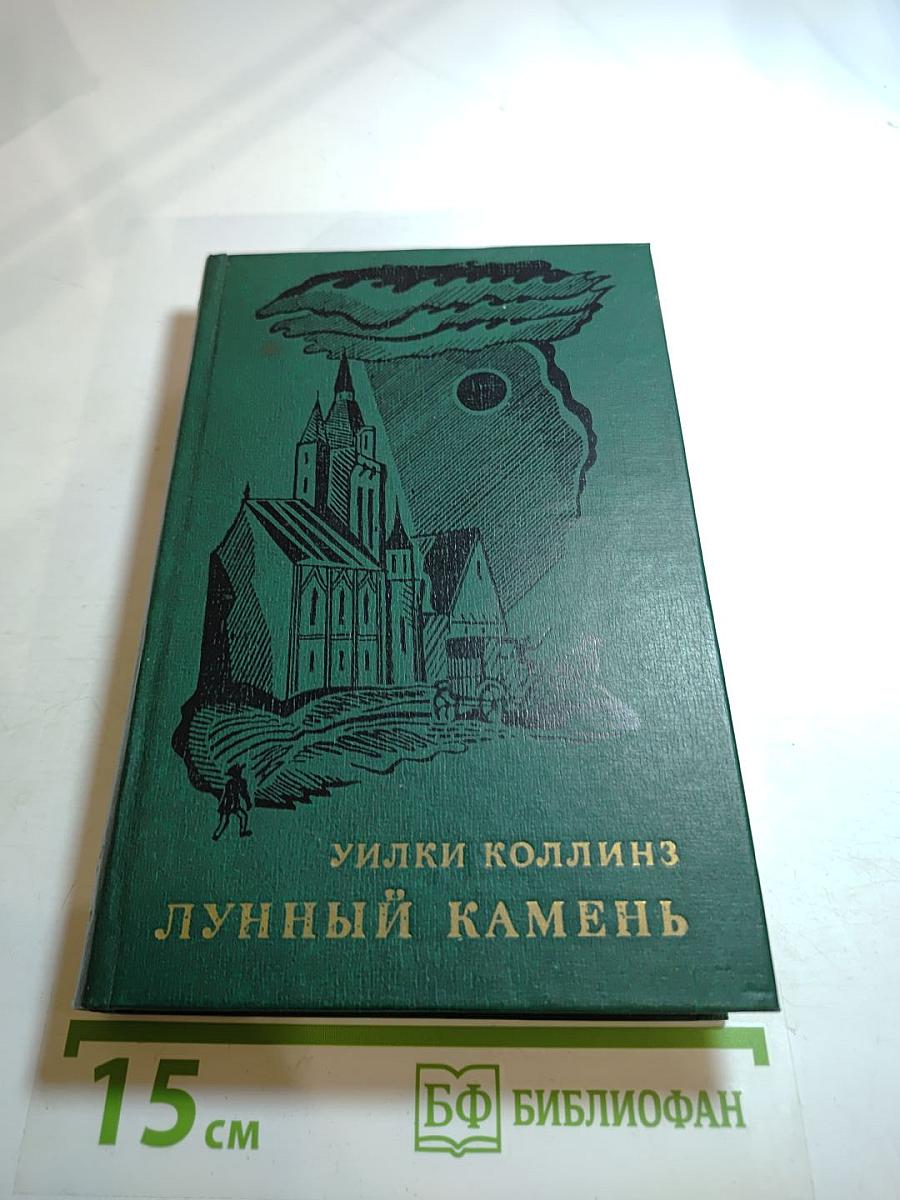 УИЛКИ КОЛЛИНЗ
ЛУННЫЙ КАМЕНЬ
15 СМ
БФ БИБЛИОФАН